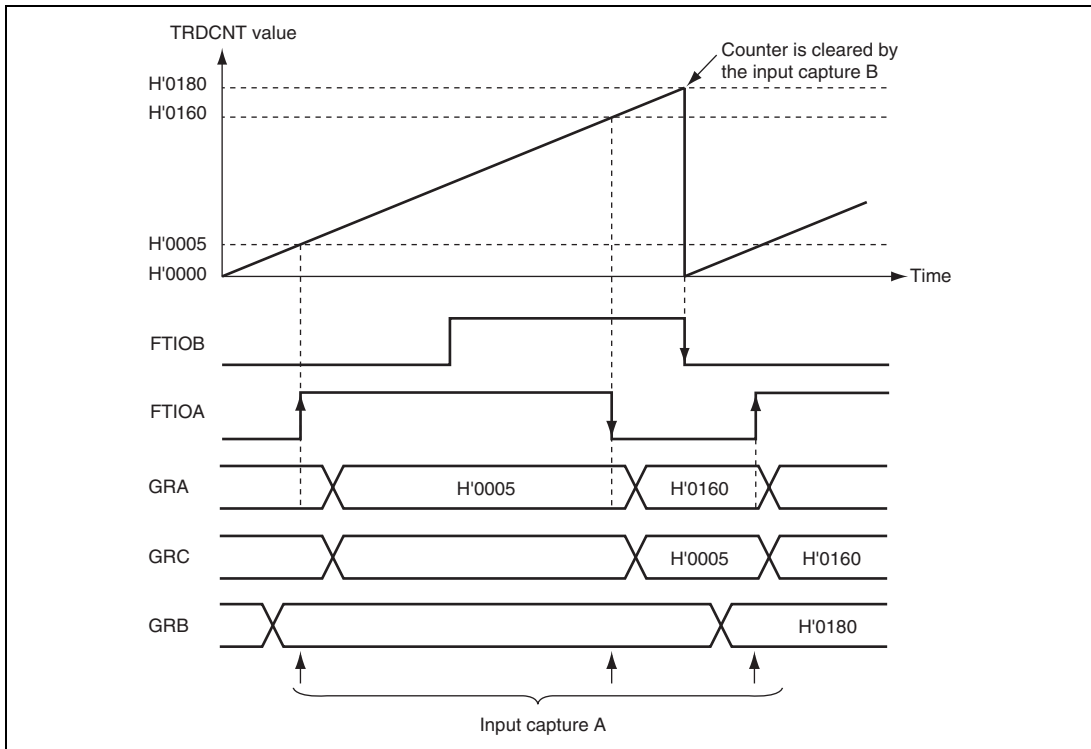 TRDCNT value
Counter is cleared by
the input capture B
H'0180
H'0160
H'0005
H'0000
Time
FTIOB
FTIOA
GRA
H'0005
H'0160
GRC
H'0005
H'0160
GRB
H'0180
Input capture A